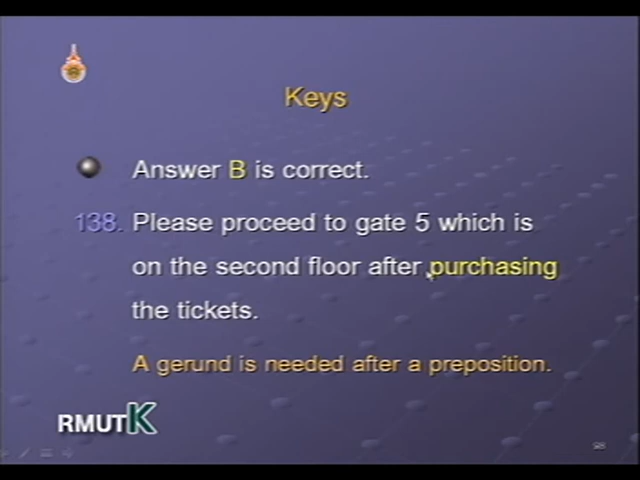 Keys
Answer B is correct.
138. Please proceed to gate 5 which is
on the second floor after purchasing
the tickets.
A gerund is needed after a preposition.
RMUTK